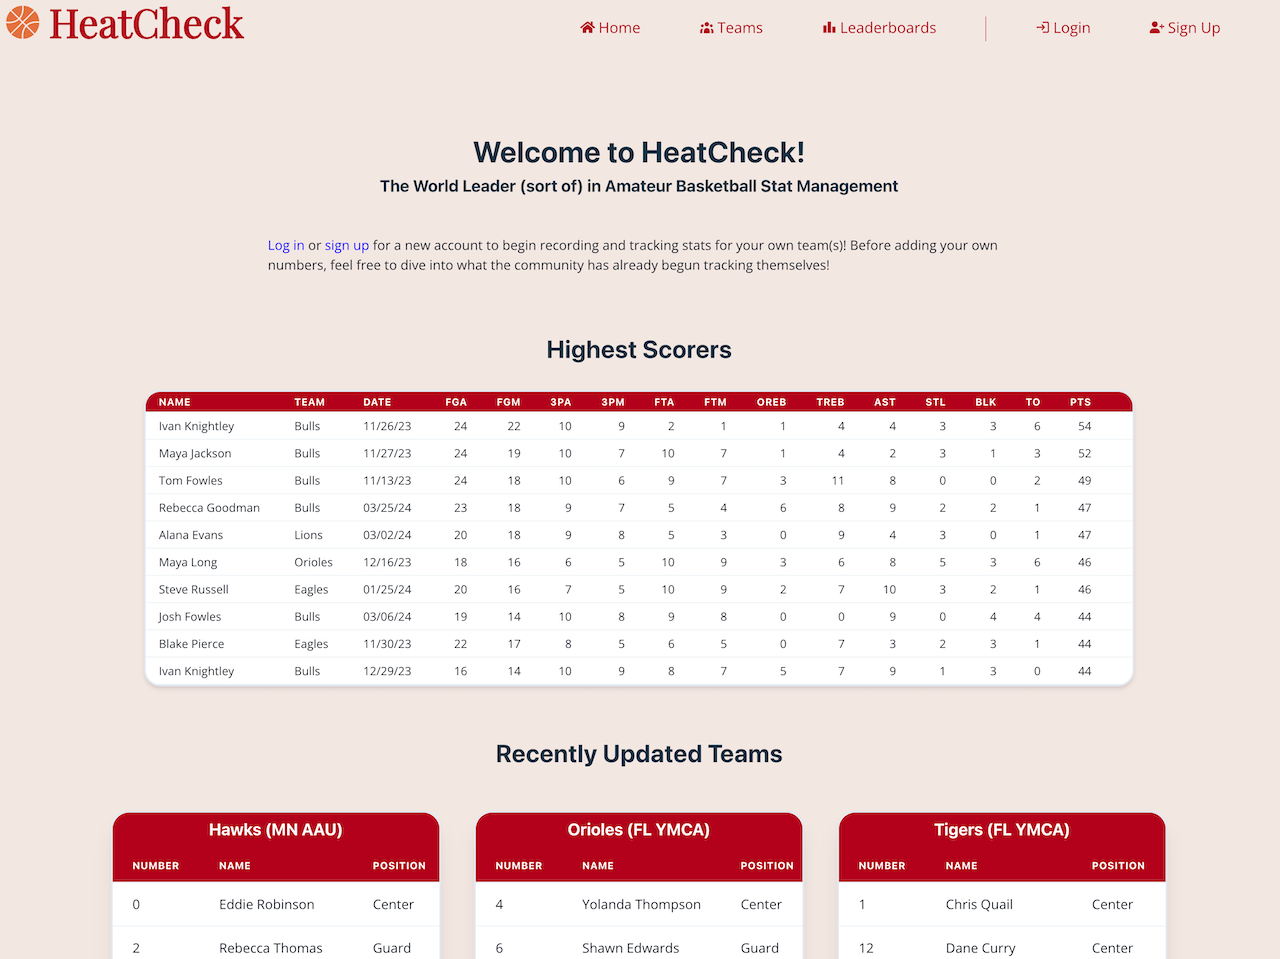 HeatCheck
Home Teams Leaderboards Login Sign Up
Welcome to HeatCheck!
The World Leader (sort of) in Amateur Basketball Stat Management
Log in or sign up for a new account to begin recording and tracking stats for your own team(s)! Before adding your own
numbers, feel free to dive into what the community has already begun tracking themselves!
Highest Scorers
NAME TEAM DATE FGA FGM 3PA 3PM FTA FTM OREB TREB AST STL BLK TO PTS
Ivan Knightley Bulls 11/26/23 24 22 10 9 2 1 1 4 4 3 3 6 54
Maya Jackson Bulls 11/27/23 24 19 10 7 10 7 1 4 2 3 1 3 52
Tom Fowles Bulls 11/13/23 24 18 10 6 9 7 3 11 8 0 0 2 49
Rebecca Goodman Bulls 03/25/24 23 18 9 7 5 4 6 8 9 2 2 1 47
Alana Evans Lions 03/02/24 20 18 9 8 5 3 0 9 4 3 0 1 47
Maya Long Orioles 12/16/23 18 16 6 5 10 9 3 6 8 5 3 6 46
Steve Russell Eagles 01/25/24 20 16 7 5 10 9 2 7 10 3 2 1 46
Josh Fowles Bulls 03/06/24 19 14 10 8 9 8 0 0 9 0 4 4 44
Blake Pierce Eagles 11/30/23 22 17 8 5 6 5 0 7 3 2 3 1 44
Ivan Knightley Bulls 12/29/23 16 14 10 9 8 7 5 7 9 1 3 0 44
Recently Updated Teams
Hawks (MN AAU)
NUMBER NAME POSITION
0 Eddie Robinson Center
2 Rebecca Thomas Guard
Orioles (FL YMCA)
NUMBER NAME POSITION
4 Yolanda Thompson Center
6 Shawn Edwards Guard
Tigers (FL YMCA)
NUMBER NAME POSITION
1 Chris Quail Center
12 Dane Curry Center